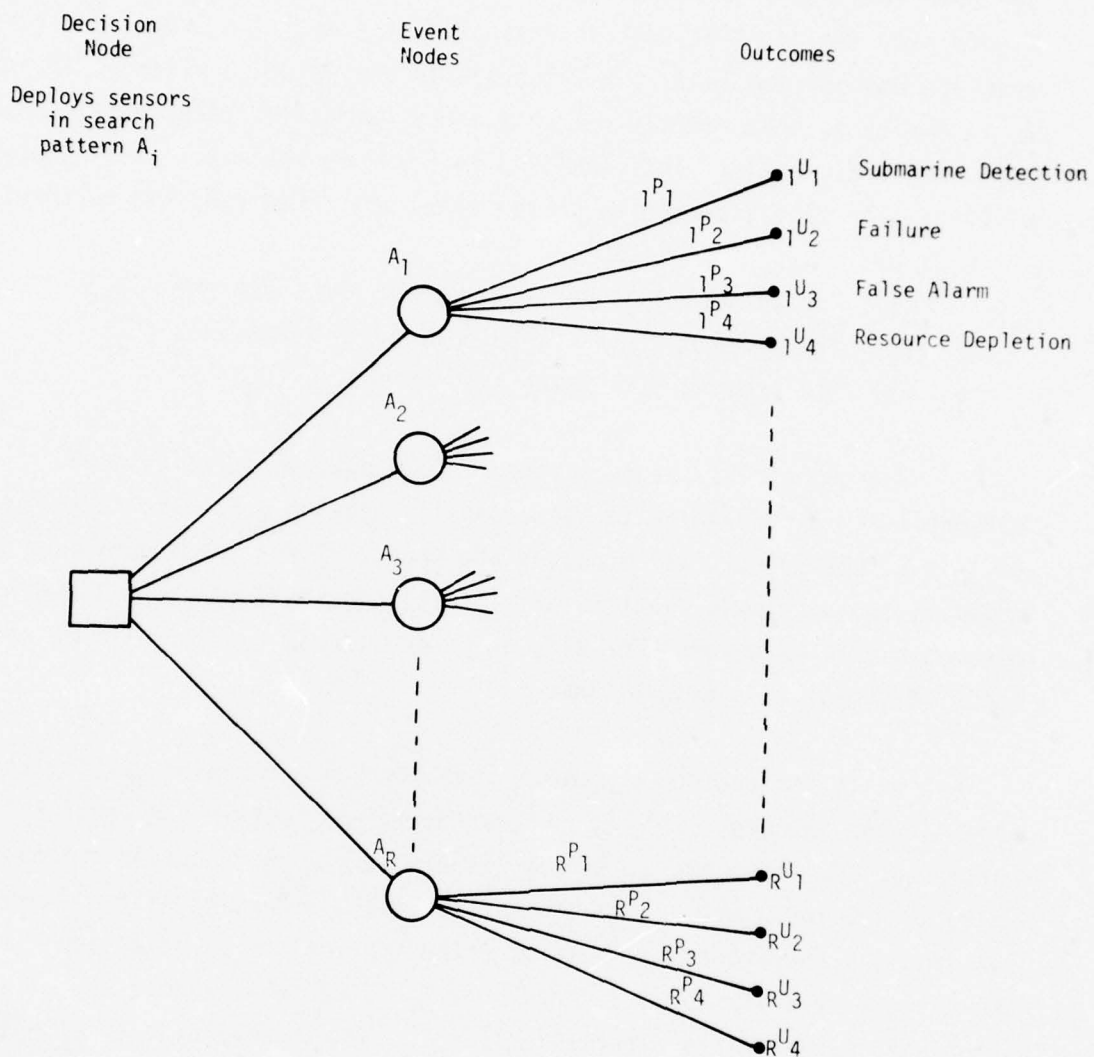 Decision
Node
Event
Nodes
Outcomes
Deploys sensors
in search
pattern A_i
1P1
1U1 Submarine Detection
1P2
1U2 Failure
A1
1P3
1U3 False Alarm
1P4
1U4 Resource Depletion
A2
A3
AR
RP1
RU1
RP2
RU2
RP3
RU3
RP4
RU4